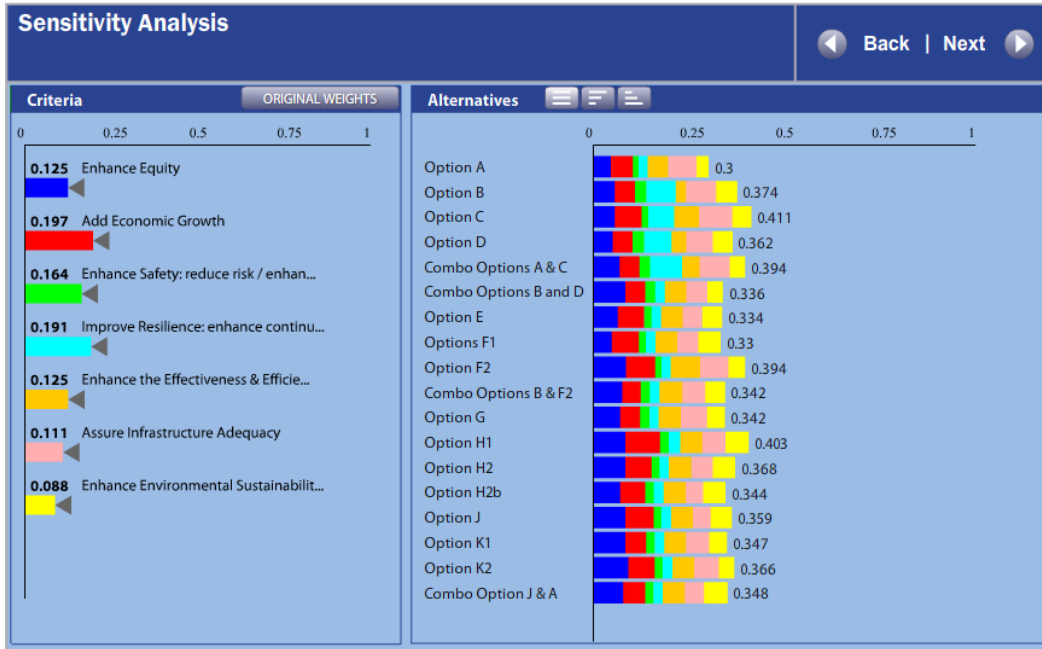 Sensitivity Analysis
Back | Next
Criteria
ORIGINAL WEIGHTS
0 0.25 0.5 0.75 1
0.125 Enhance Equity
0.197 Add Economic Growth
0.164 Enhance Safety: reduce risk / enhan...
0.191 Improve Resilience: enhance continu...
0.125 Enhance the Effectiveness & Efficie...
0.111 Assure Infrastructure Adequacy
0.088 Enhance Environmental Sustainabilit...
Alternatives
0 0.25 0.5 0.75 1
Option A 0.3
Option B 0.374
Option C 0.411
Option D 0.362
Combo Options A & C 0.394
Combo Options B and D 0.336
Option E 0.334
Options F1 0.33
Option F2 0.394
Combo Options B & F2 0.342
Option G 0.342
Option H1 0.403
Option H2 0.368
Option H2b 0.344
Option J 0.359
Option K1 0.347
Option K2 0.366
Combo Option J & A 0.348